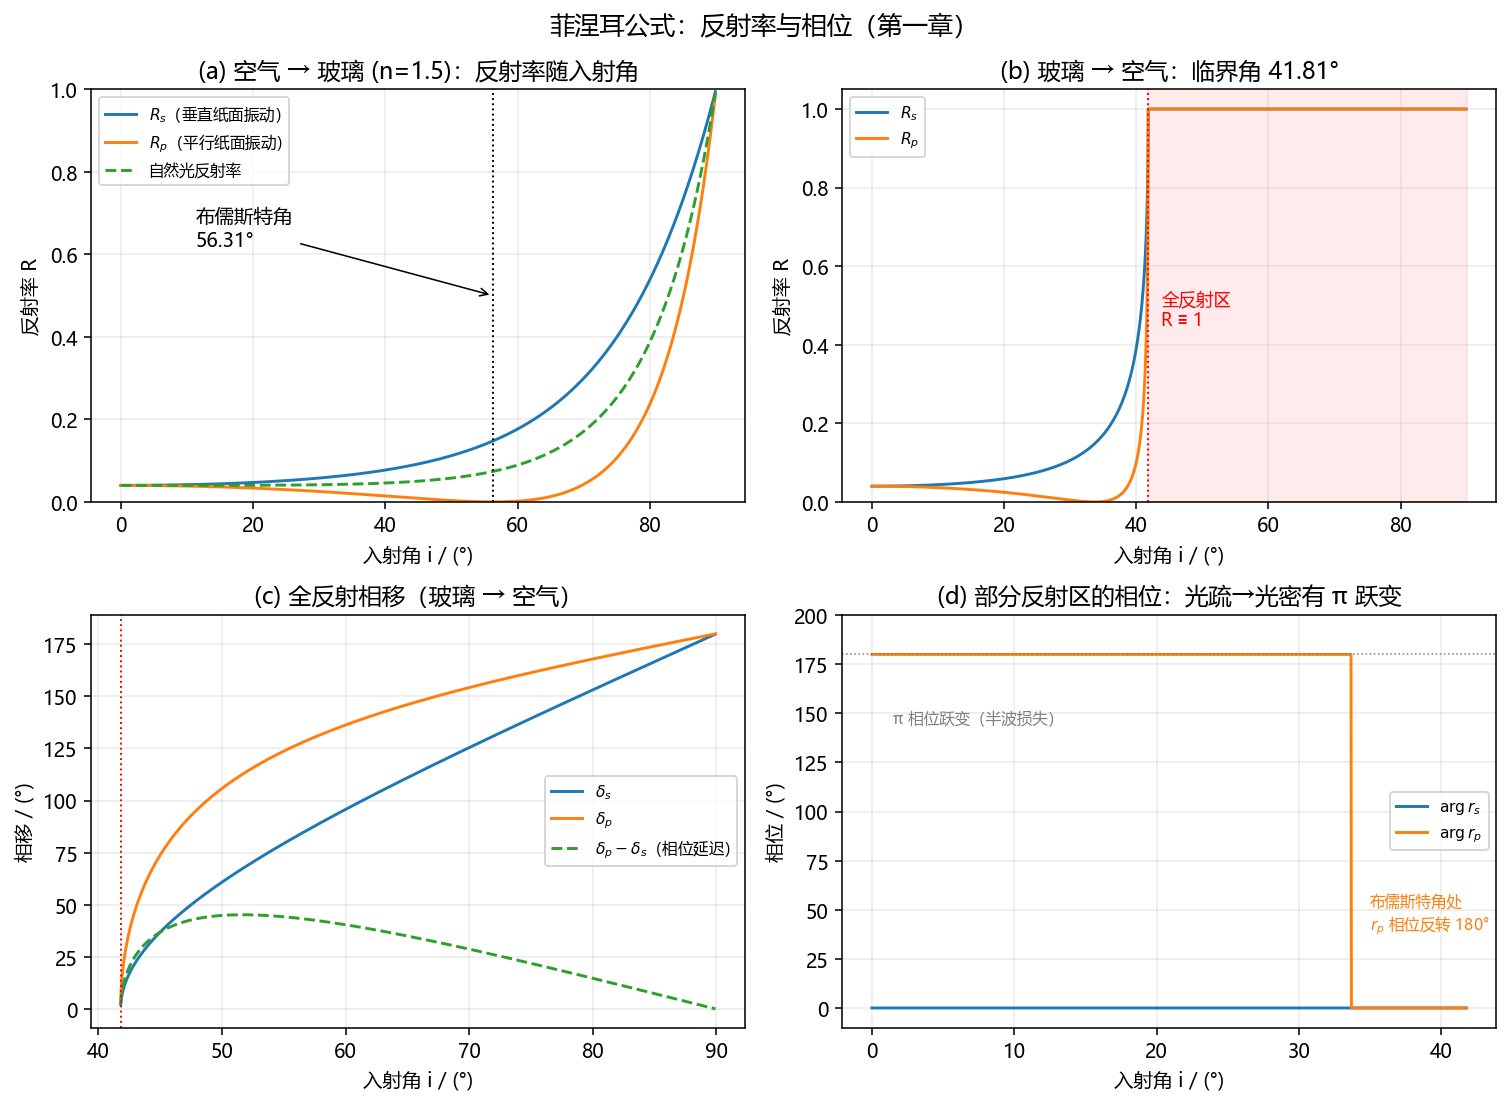 菲涅耳公式：反射率与相位（第一章）
(a) 空气 → 玻璃 (n=1.5)：反射率随入射角
1.0
0.8
0.6
0.4
0.2
0.0
反射率 R
R_s（垂直纸面振动）
R_p（平行纸面振动）
自然光反射率
布儒斯特角
56.31°
0 20 40 60 80
入射角 i / (°)
(b) 玻璃 → 空气：临界角 41.81°
1.0
0.8
0.6
0.4
0.2
0.0
反射率 R
R_s
R_p
全反射区
R ≡ 1
0 20 40 60 80
入射角 i / (°)
(c) 全反射相移（玻璃 → 空气）
175
150
125
100
75
50
25
0
相移 / (°)
δ_s
δ_p
δ_p − δ_s（相位延迟）
40 50 60 70 80 90
入射角 i / (°)
(d) 部分反射区的相位：光疏→光密有 π 跃变
200
175
150
125
100
75
50
25
0
相位 / (°)
π 相位跃变（半波损失）
arg r_s
arg r_p
布儒斯特角处
r_p 相位反转 180°
0 10 20 30 40
入射角 i / (°)